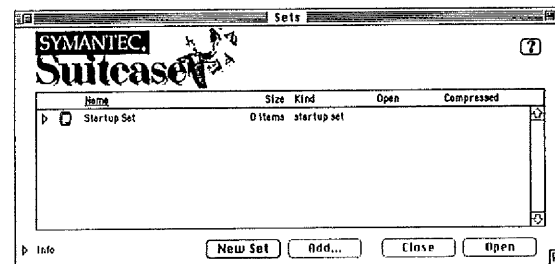 Sets
SYMANTEC.
Suitcase
?
Name Size Kind Open Compressed
Startup Set 0 items startup set
Info
New Set Add... Close Open